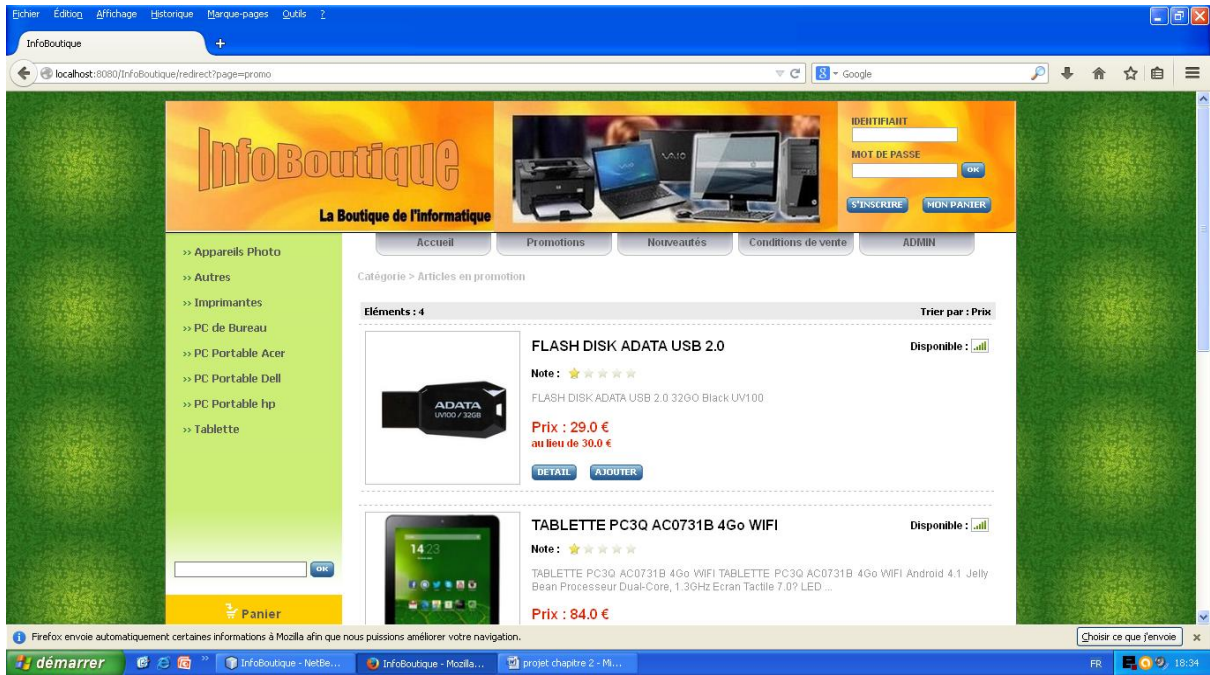 Fichier Édition Affichage Historique Marque-pages Outils ?
InfoBoutique
localhost:8080/InfoBoutique/redirect?page=promo
Google
InfoBoutique
La Boutique de l'informatique
VAIO
IDENTIFIANT
MOT DE PASSE
OK
S'INSCRIRE MON PANIER
Accueil Promotions Nouveautés Conditions de vente ADMIN
>> Appareils Photo
>> Autres
>> Imprimantes
>> PC de Bureau
>> PC Portable Acer
>> PC Portable Dell
>> PC Portable hp
>> Tablette
OK
Panier
Catégorie > Articles en promotion
Eléments : 4 Trier par : Prix
ADATA
UV100 / 32GB
FLASH DISK ADATA USB 2.0 Disponible :
Note :
FLASH DISK ADATA USB 2.0 32GO Black UV100
Prix : 29.0 €
au lieu de 30.0 €
DETAIL AJOUTER
14:23
TABLETTE PC3Q AC0731B 4Go WIFI Disponible :
Note :
TABLETTE PC3Q AC0731B 4Go WIFI TABLETTE PC3Q AC0731B 4Go WIFI Android 4.1 Jelly
Bean Processeur Dual-Core, 1.3GHz Ecran Tactile 7.0? LED ...
Prix : 84.0 €
Firefox envoie automatiquement certaines informations à Mozilla afin que nous puissions améliorer votre navigation. Choisir ce que j'envoie
démarrer InfoBoutique - NetBe... InfoBoutique - Mozilla... projet chapitre 2 - Mi... FR 18:34